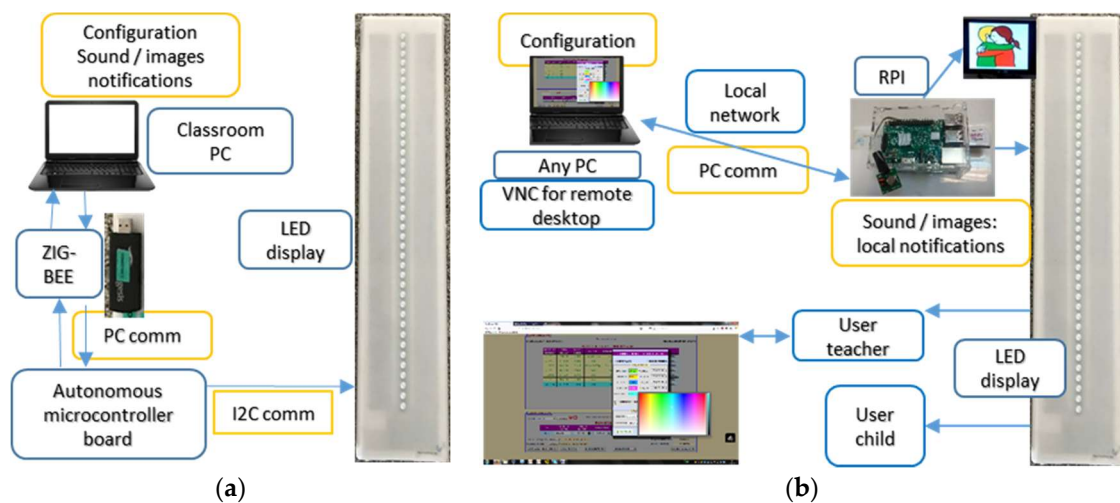 Configuration
Sound / images
notifications
Classroom
PC
ZIG-
BEE
LED
display
PC comm
Autonomous
microcontroller
board
I2C comm
(a)
Configuration
RPI
Local
network
Any PC
PC comm
VNC for remote
desktop
Sound / images:
local notifications
User
teacher
LED
display
User
child
(b)